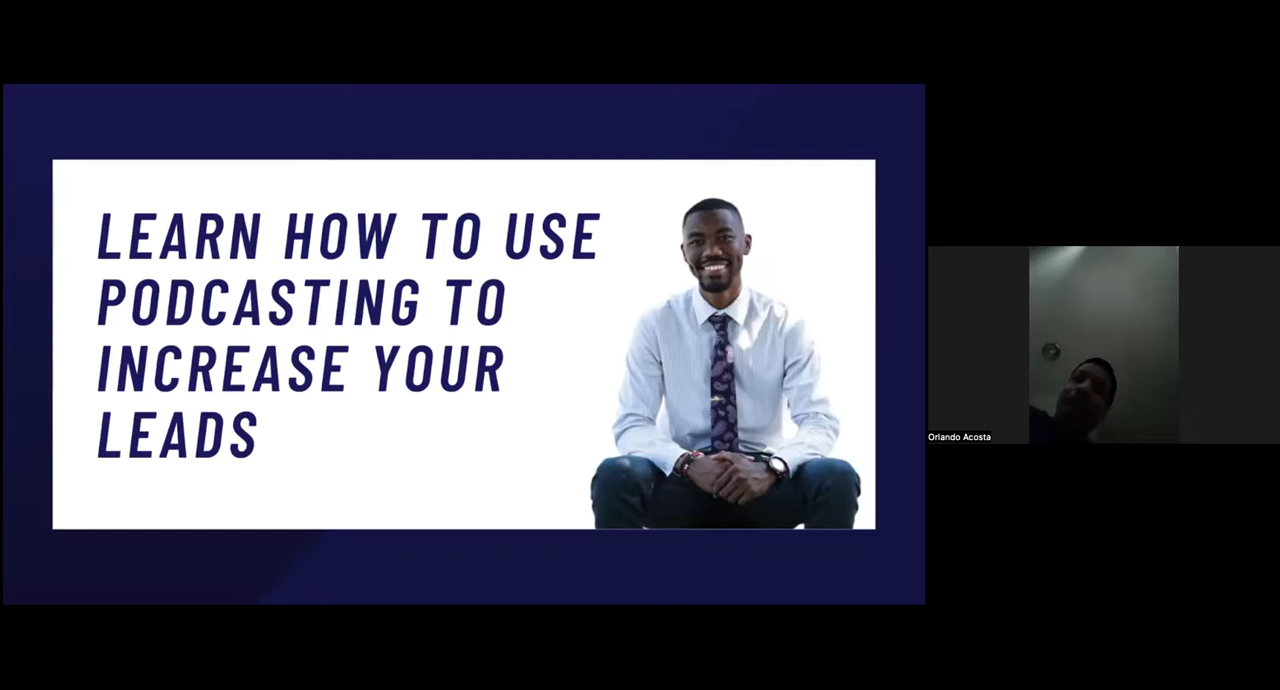 LEARN HOW TO USE
PODCASTING TO
INCREASE YOUR
LEADS
Orlando Acosta